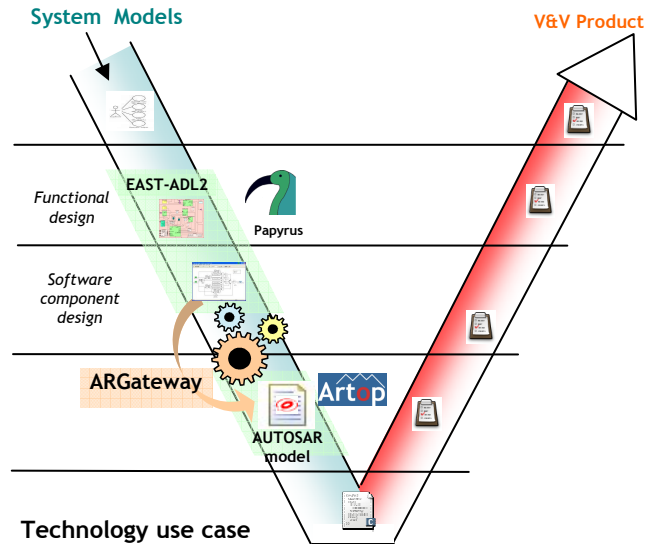 System Models
V&V Product
EAST-ADL2
Functional
design
Papyrus
Software
component
design
ARGateway
Artop
AUTOSAR
model
Technology use case